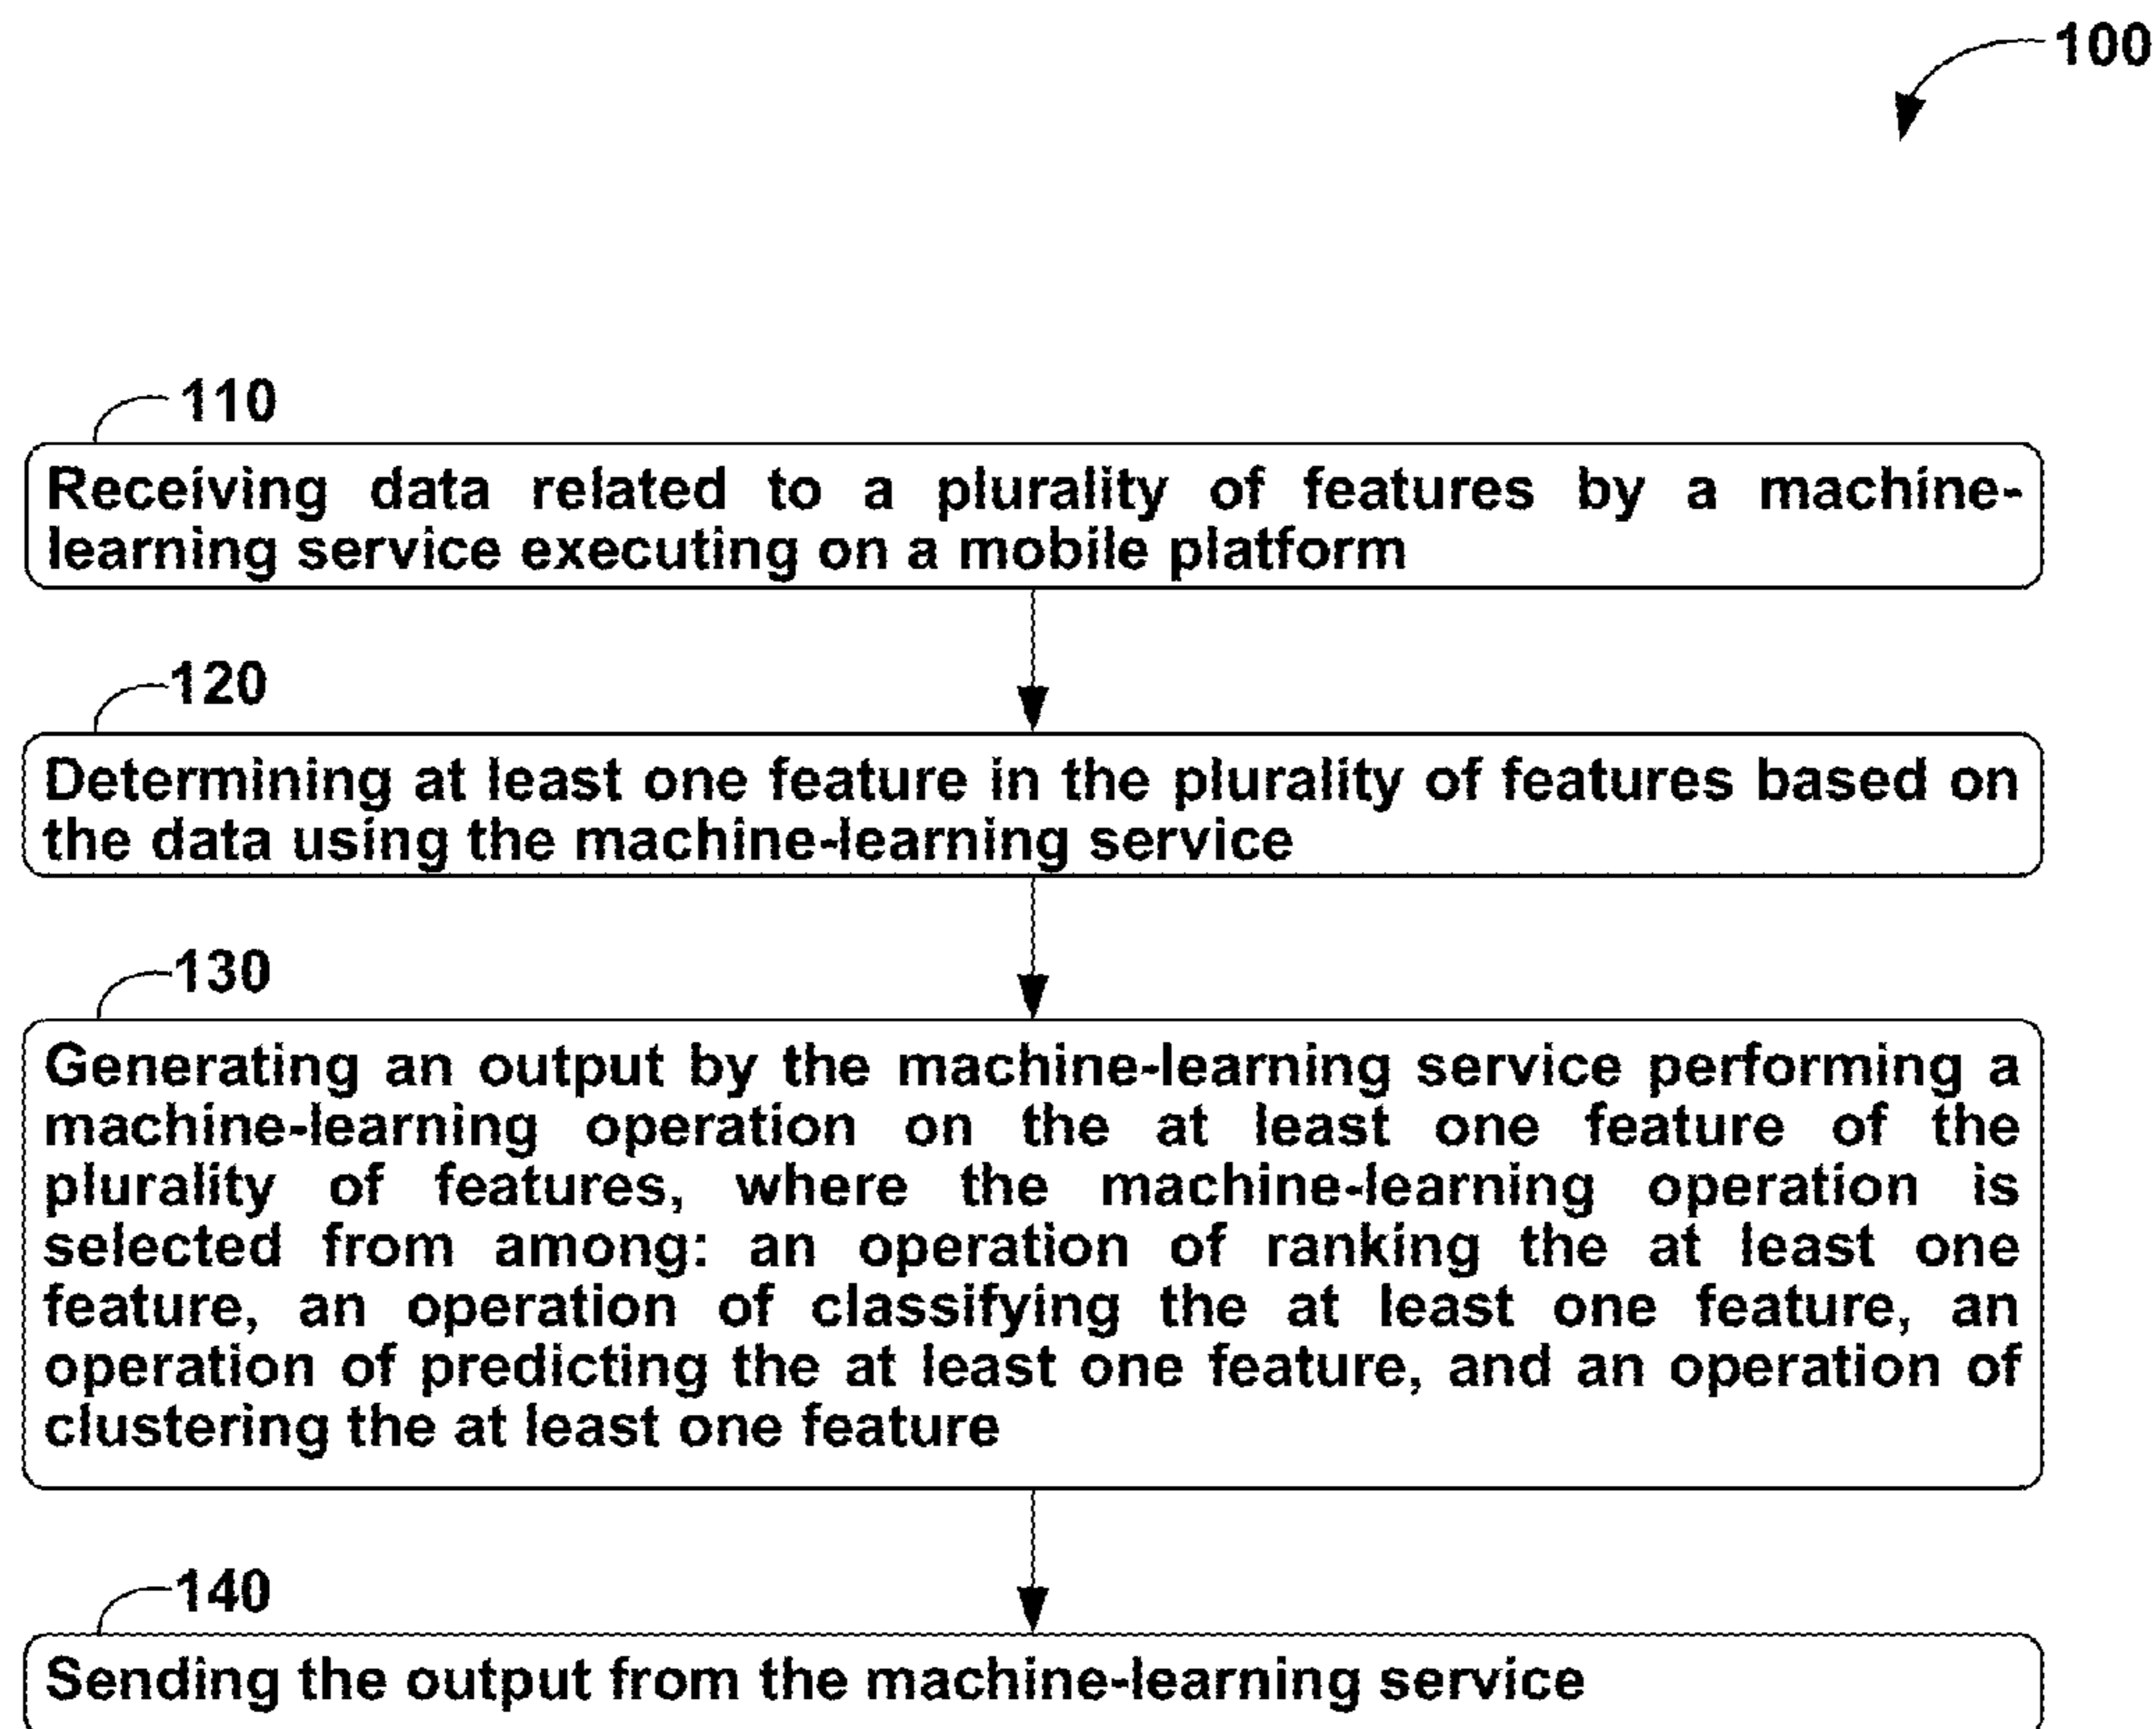 100
110
Receiving data related to a plurality of features by a machine-
learning service executing on a mobile platform
120
Determining at least one feature in the plurality of features based on
the data using the machine-learning service
130
Generating an output by the machine-learning service performing a
machine-learning operation on the at least one feature of the
plurality of features, where the machine-learning operation is
selected from among: an operation of ranking the at least one
feature, an operation of classifying the at least one feature, an
operation of predicting the at least one feature, and an operation of
clustering the at least one feature
140
Sending the output from the machine-learning service